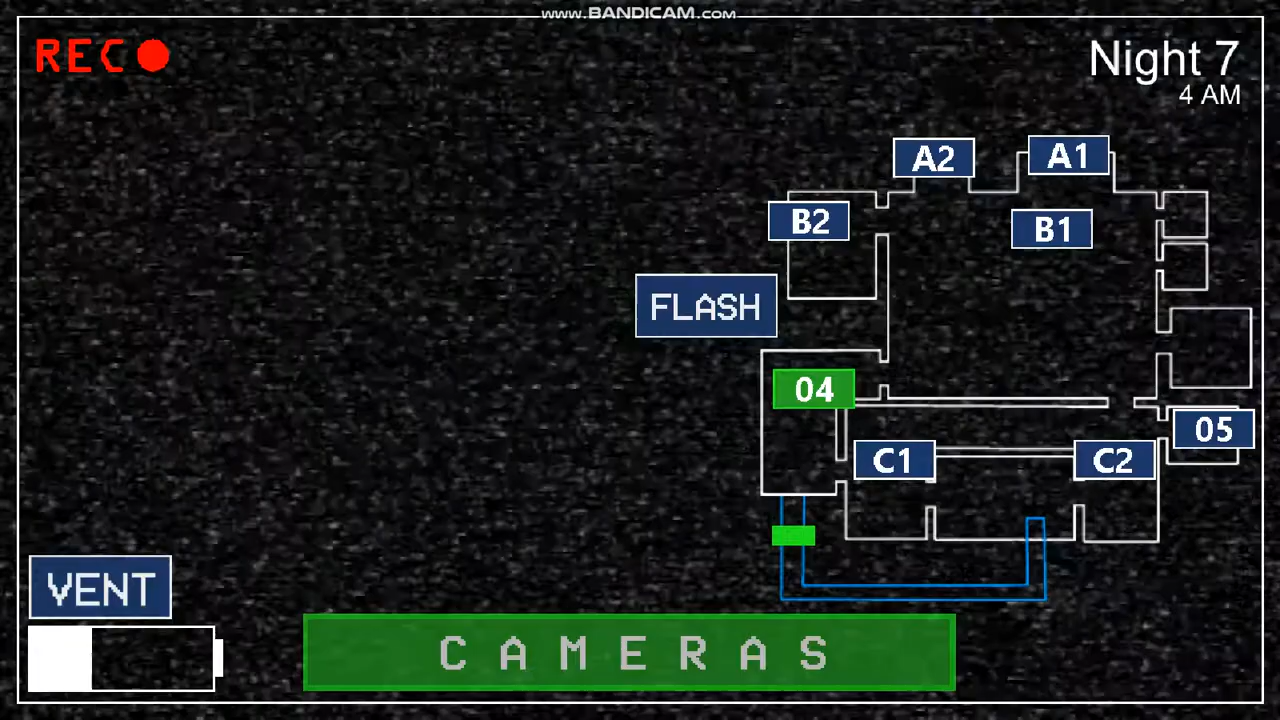 www.BANDICAM.com
REC
Night 7
4 AM
A2
A1
B2
B1
FLASH
04
05
C1
C2
VENT
CAMERAS